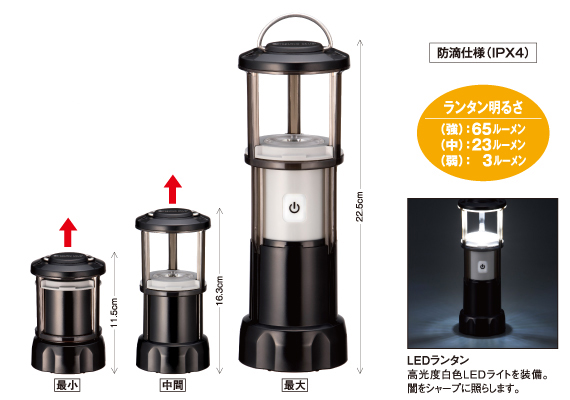 防滴仕様（IPX4）
ランタン明るさ
（強）：65ルーメン
（中）：23ルーメン
（弱）： 3ルーメン
22.5cm
16.3cm
11.5cm
最小
中間
最大
LEDランタン
高光度白色LEDライトを装備。
闇をシャープに照らします。